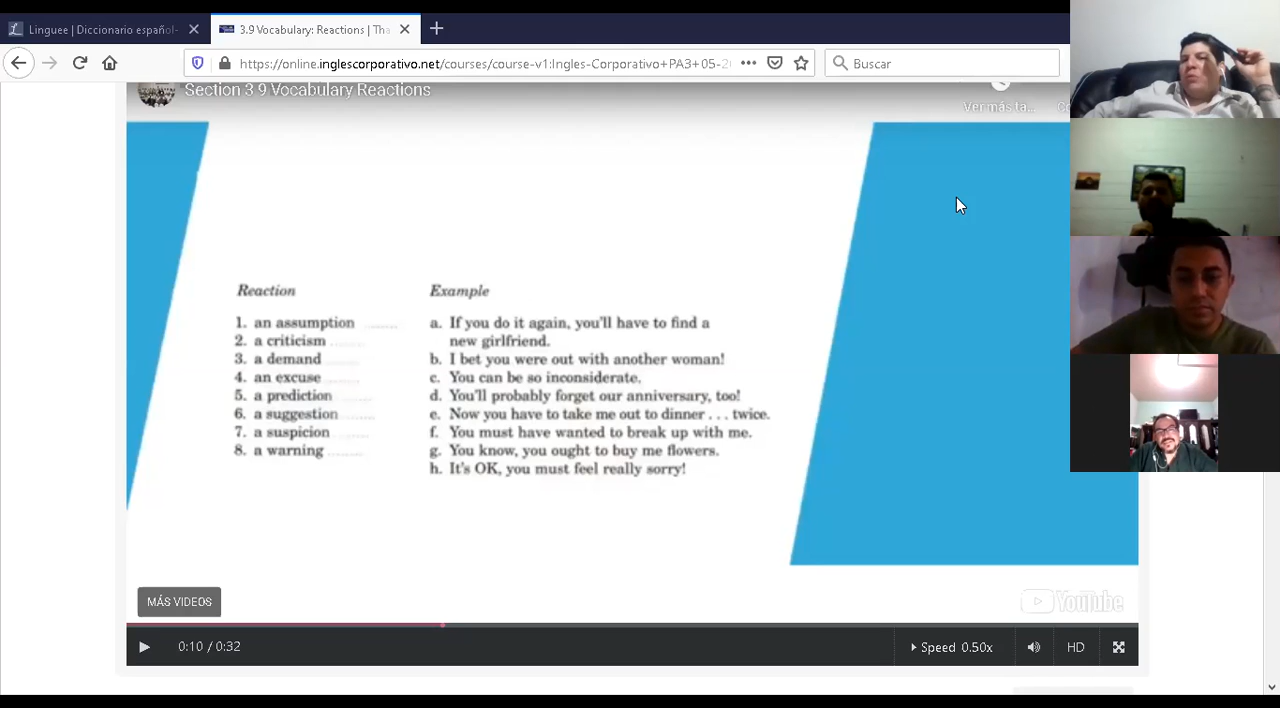 Linguee | Diccionario español-
3.9 Vocabulary: Reactions | Tha
https://online.inglescorporativo.net/courses/course-v1:Ingles-Corporativo+PA3+05-2
Buscar
Section 3 9 Vocabulary Reactions
Ver más ta...
Reaction Example
1. an assumption ........ a. If you do it again, you'll have to find a
new girlfriend.
2. a criticism ........ b. I bet you were out with another woman!
3. a demand ........ c. You can be so inconsiderate.
4. an excuse ........ d. You'll probably forget our anniversary, too!
5. a prediction ........ e. Now you have to take me out to dinner . . . twice.
6. a suggestion ........ f. You must have wanted to break up with me.
7. a suspicion ........ g. You know, you ought to buy me flowers.
8. a warning ........ h. It's OK, you must feel really sorry!
MÁS VIDEOS
YouTube
0:10 / 0:32
Speed 0.50x
HD